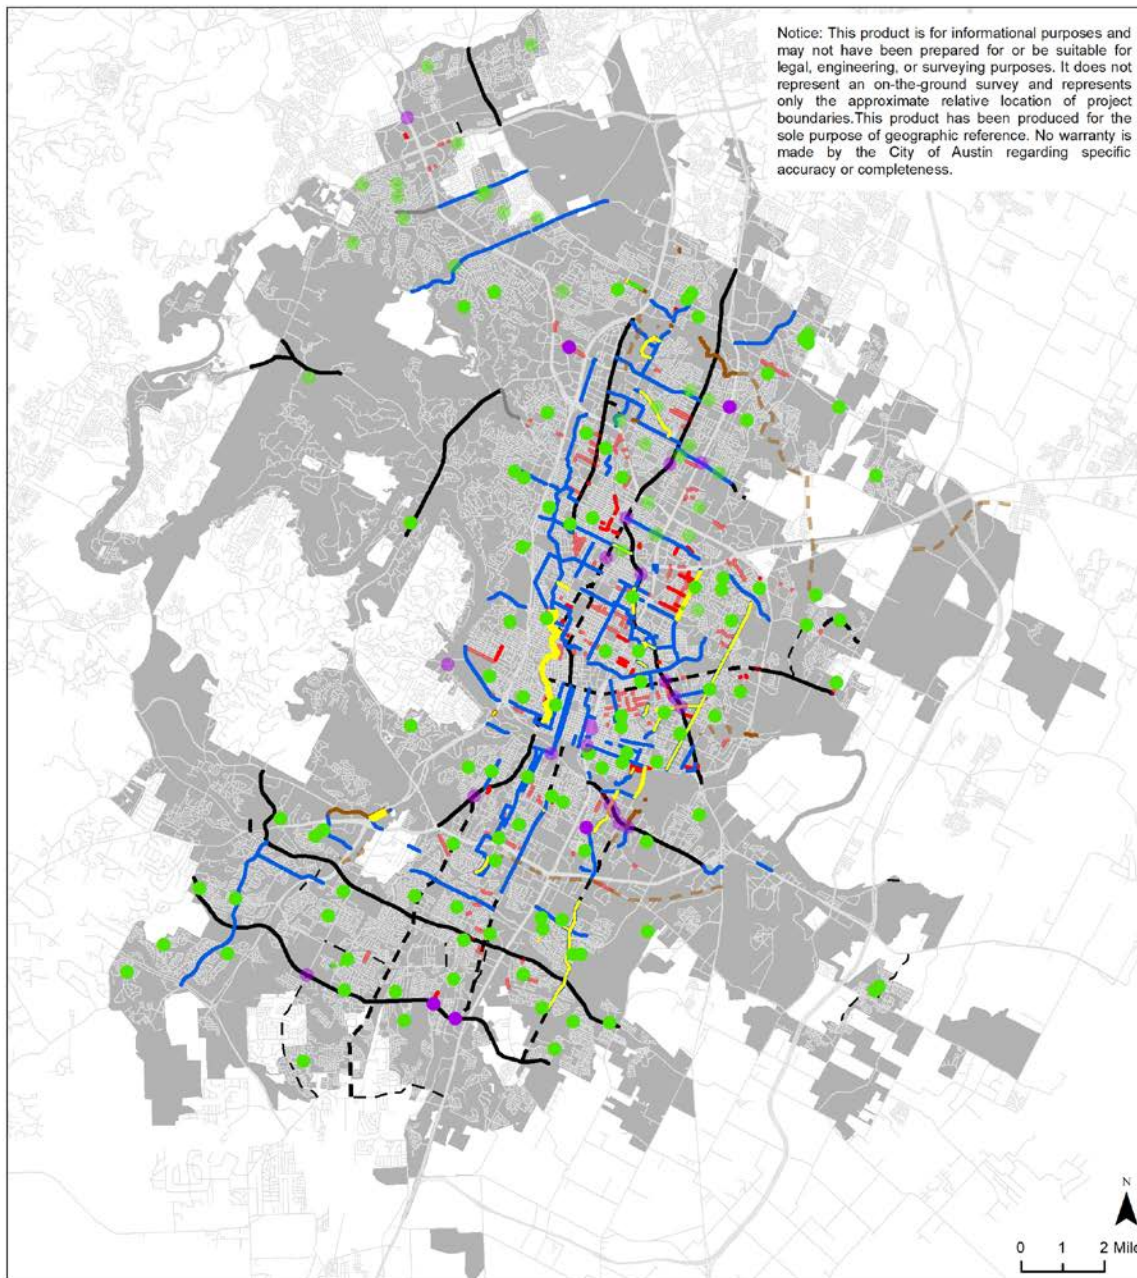 Notice: This product is for informational purposes and
may not have been prepared for or be suitable for
legal, engineering, or surveying purposes. It does not
represent an on-the-ground survey and represents
only the approximate relative location of project
boundaries.This product has been produced for the
sole purpose of geographic reference. No warranty is
made by the City of Austin regarding specific
accuracy or completeness.
N
0 1 2 Mile